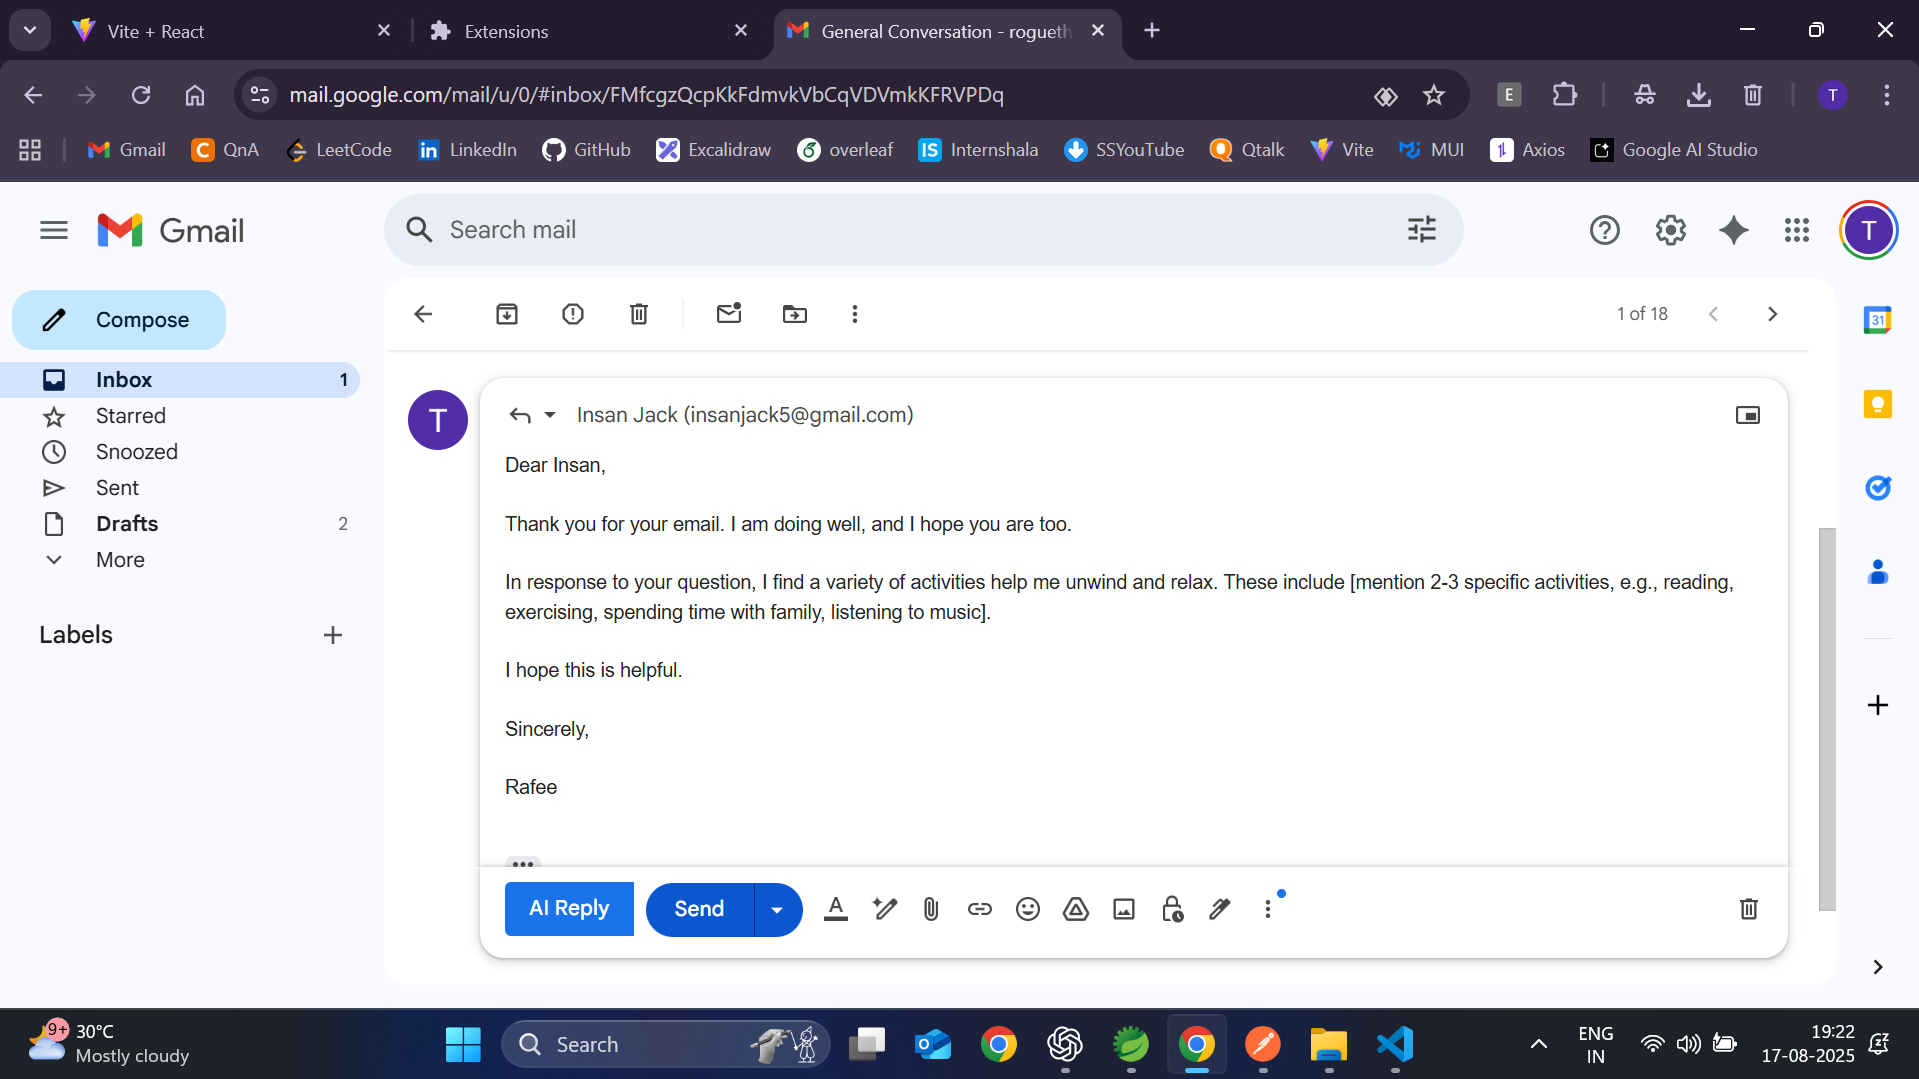 Vite + React
Extensions
General Conversation - rogueth
mail.google.com/mail/u/0/#inbox/FMfcgzQcpKkFdmvkVbCqVDVmkKFRVPDq
E
T
Gmail
QnA
LeetCode
LinkedIn
GitHub
Excalidraw
overleaf
IS Internshala
SSYouTube
Qtalk
Vite
MUI
Axios
Google AI Studio
Gmail
Search mail
T
Compose
1 of 18
31
Inbox 1
Starred
Snoozed
Sent
Drafts 2
More
Labels
T
Insan Jack (insanjack5@gmail.com)
Dear Insan,
Thank you for your email. I am doing well, and I hope you are too.
In response to your question, I find a variety of activities help me unwind and relax. These include [mention 2-3 specific activities, e.g., reading,
exercising, spending time with family, listening to music].
I hope this is helpful.
Sincerely,
Rafee
AI Reply
Send
9+
30°C
Mostly cloudy
Search
ENG
IN
19:22
17-08-2025